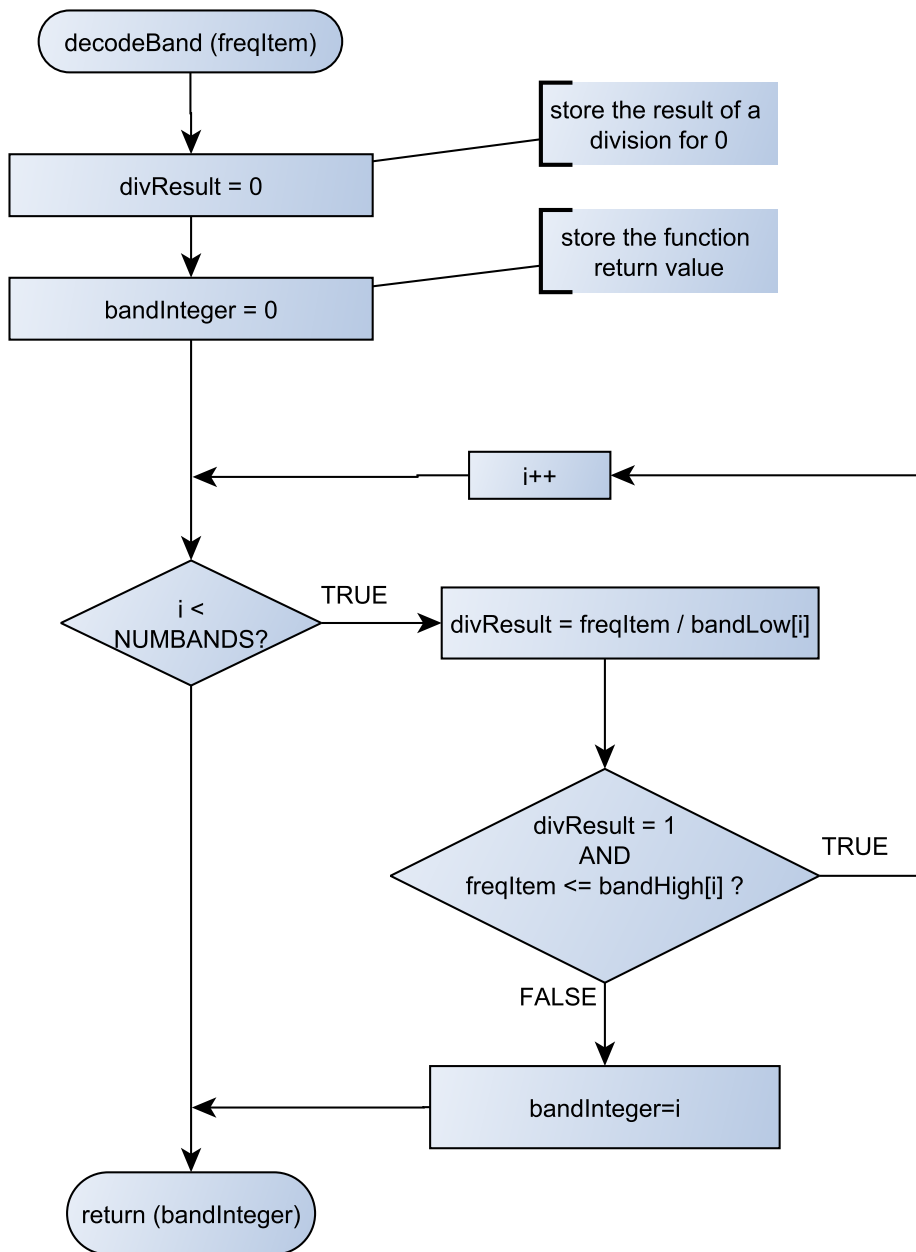 decodeBand (freqItem)
store the result of a
division for 0
divResult = 0
store the function
return value
bandInteger = 0
i++
i <
NUMBANDS?
TRUE
divResult = freqItem / bandLow[i]
divResult = 1
AND
freqItem <= bandHigh[i] ?
TRUE
FALSE
bandInteger=i
return (bandInteger)